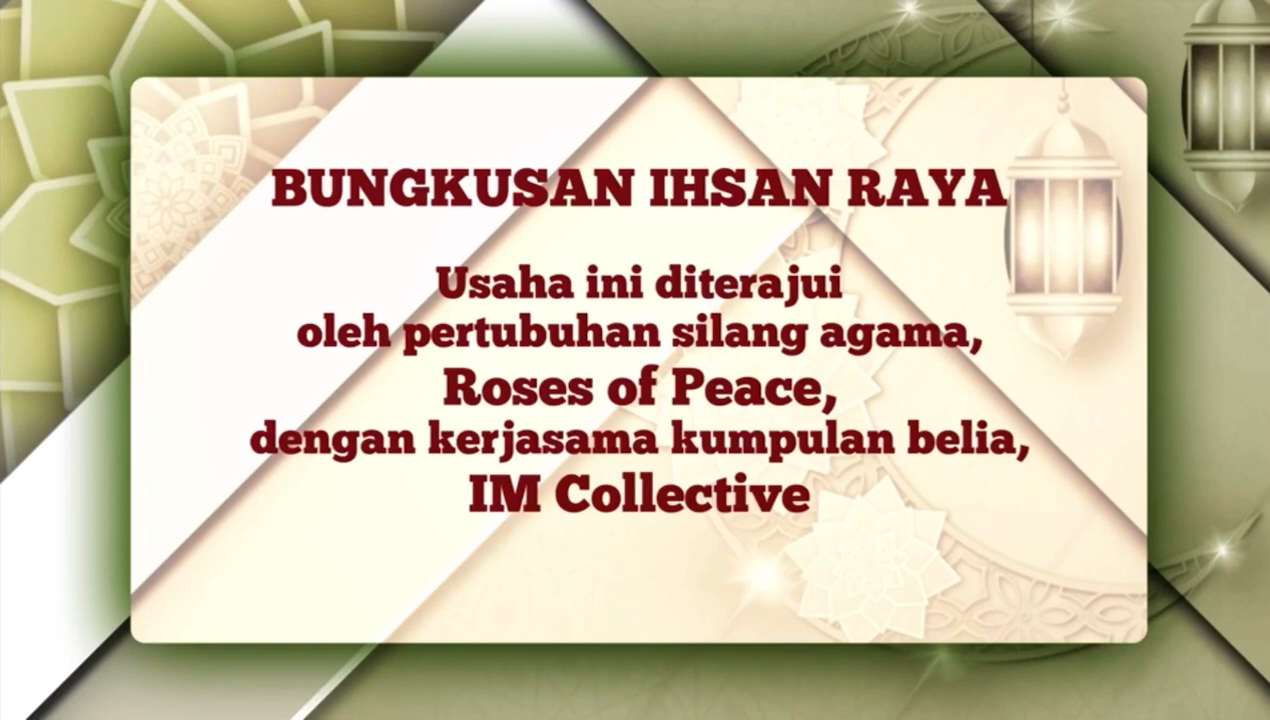 BUNGKUSAN IHSAN RAYA
Usaha ini diterajui
oleh pertubuhan silang agama,
Roses of Peace,
dengan kerjasama kumpulan belia,
IM Collective